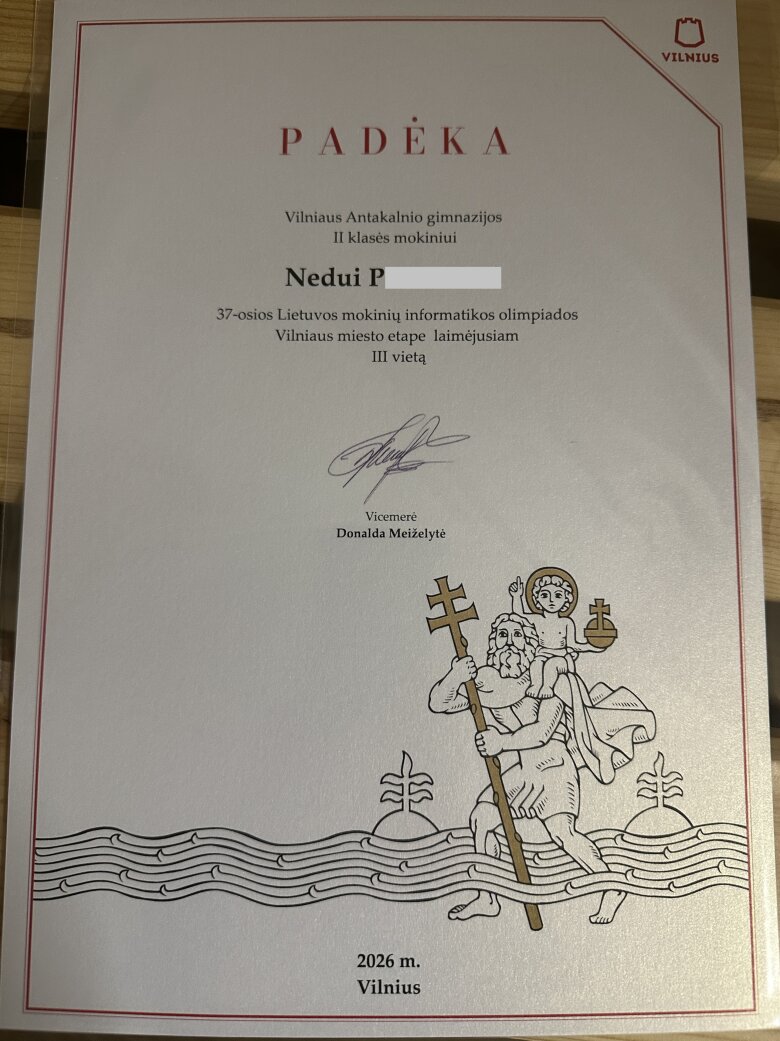 VILNIUS
PADĖKA
Vilniaus Antakalnio gimnazijos
II klasės mokiniui
Nedui P
37-osios Lietuvos mokinių informatikos olimpiados
Vilniaus miesto etape laimėjusiam
III vietą
Vicemerė
Donalda Meiželytė
2026 m.
Vilnius